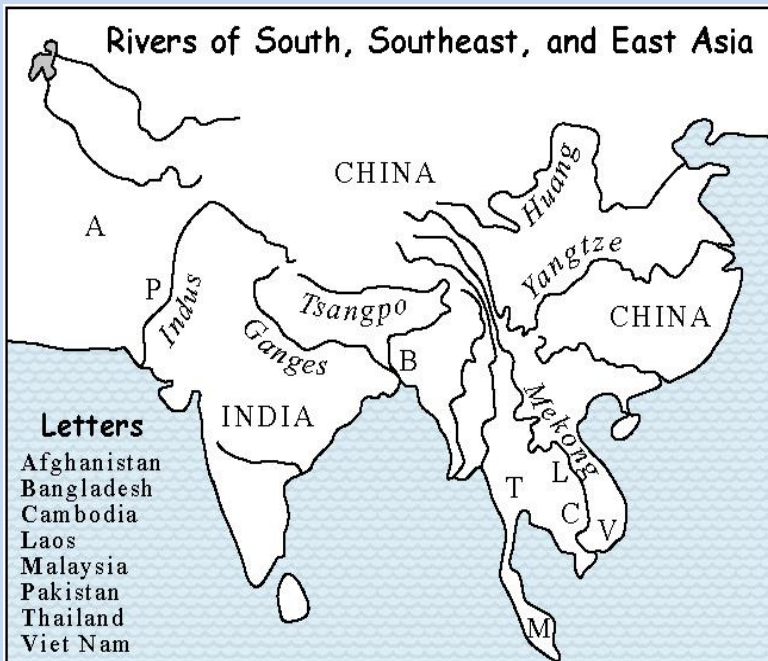 Rivers of South, Southeast, and East Asia
CHINA
Huang
A
Yangtze
P
Indus
Tsangpo
CHINA
Ganges
B
Mekong
INDIA
Letters
Afghanistan
Bangladesh
Cambodia
Laos
Malaysia
Pakistan
Thailand
Viet Nam
L
T
C
V
M